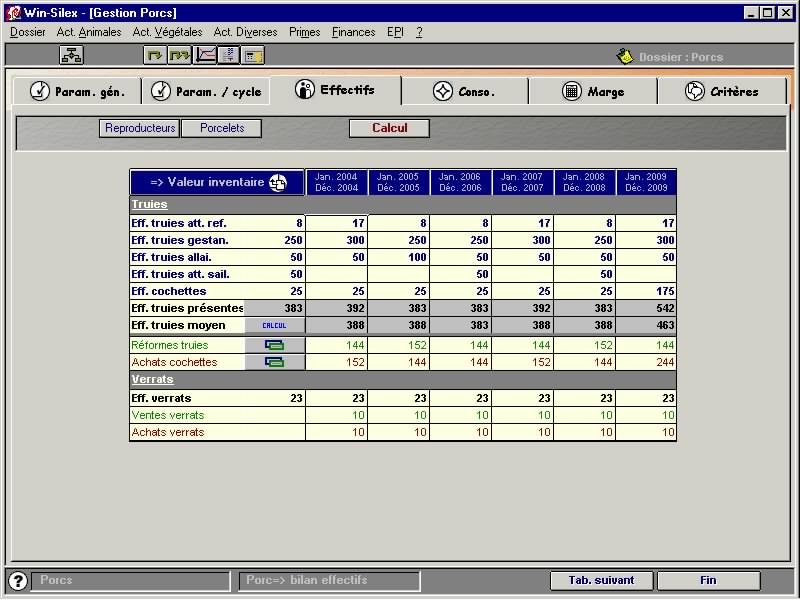 Win-Silex - [Gestion Porcs]
Dossier Act. Animales Act. Végétales Act. Diverses Primes Finances EPI ?
Dossier : Porcs
Param. gén. Param. / cycle Effectifs Conso. Marge Critères
Reproducteurs Porcelets Calcul
=> Valeur inventaire Jan. 2004 Jan. 2005 Jan. 2006 Jan. 2007 Jan. 2008 Jan. 2009
Déc. 2004 Déc. 2005 Déc. 2006 Déc. 2007 Déc. 2008 Déc. 2009
Truies
Eff. truies att. ref. 8 17 8 8 17 8 17
Eff. truies gestan. 250 300 250 250 300 250 300
Eff. truies allai. 50 50 100 50 50 50 50
Eff. truies att. sail. 50 50 50
Eff. cochettes 25 25 25 25 25 25 175
Eff. truies présentes 383 392 383 383 392 383 542
Eff. truies moyen CALCUL 388 388 383 388 388 463
Réformes truies 144 152 144 144 152 144
Achats cochettes 152 144 144 152 144 244
Verrats
Eff. verrats 23 23 23 23 23 23 23
Ventes verrats 10 10 10 10 10 10
Achats verrats 10 10 10 10 10 10
? Porcs Porc=> bilan effectifs Tab. suivant Fin